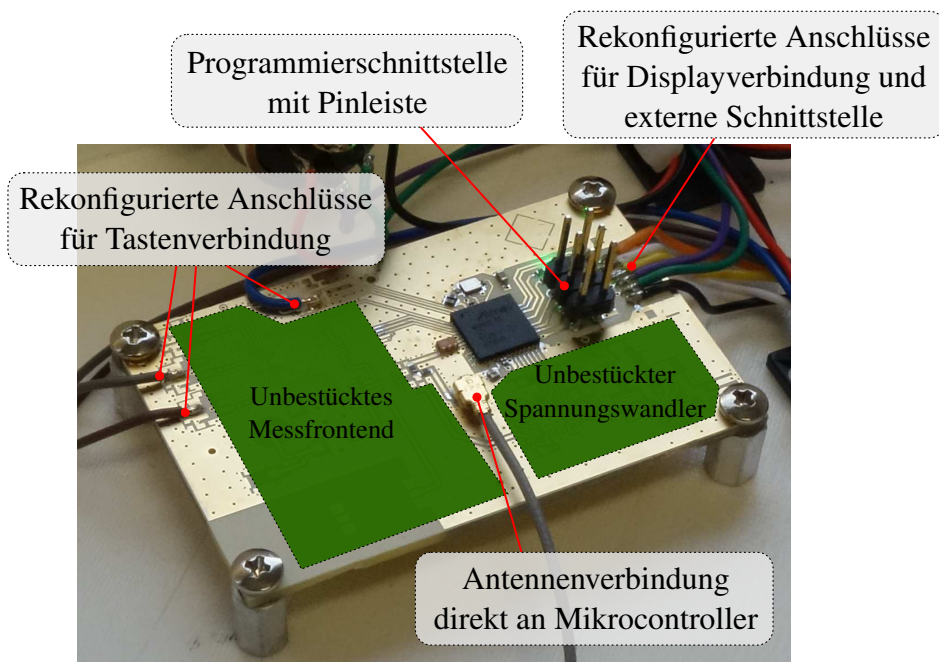 Programmierschnittstelle
mit Pinleiste
Rekonfigurierte Anschlüsse
für Displayverbindung und
externe Schnittstelle
Rekonfigurierte Anschlüsse
für Tastenverbindung
Unbestücktes
Messfrontend
Unbestückter
Spannungswandler
Antennenverbindung
direkt an Mikrocontroller